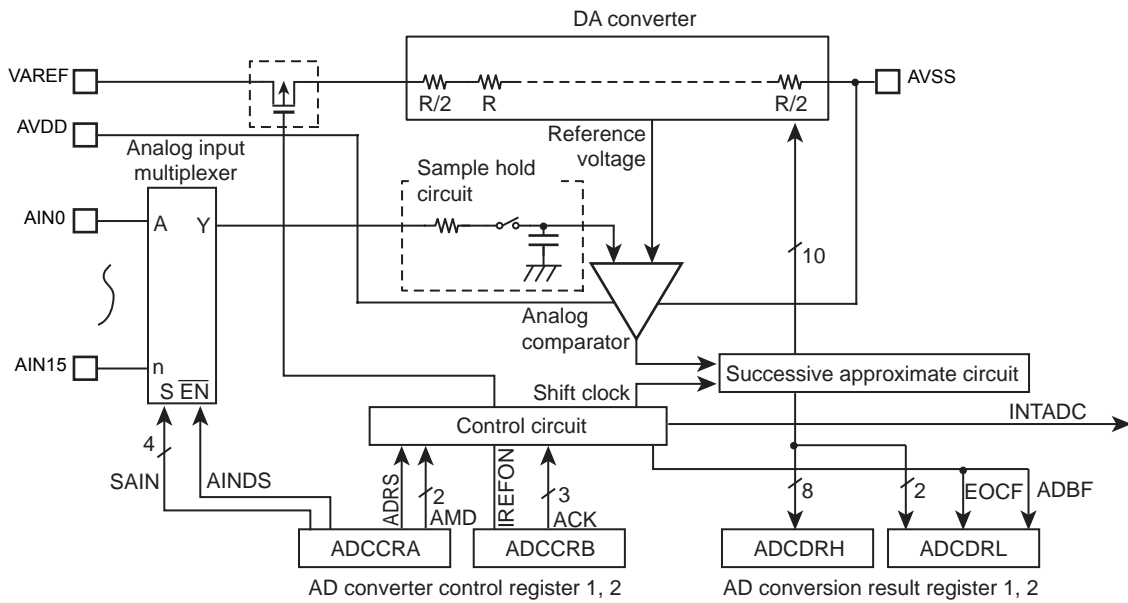 DA converter
VAREF
AVSS
R/2
R
R/2
AVDD
Analog input
multiplexer
Reference
voltage
Sample hold
circuit
AIN0
A
Y
10
Analog
comparator
AIN15
n
S EN
Successive approximate circuit
Shift clock
INTADC
Control circuit
4
SAIN
AINDS
ADRS
2
AMD
IREFON
3
ACK
8
2
EOCF
ADBF
ADCCRA
ADCCRB
ADCDRH
ADCDRL
AD converter control register 1, 2
AD conversion result register 1, 2